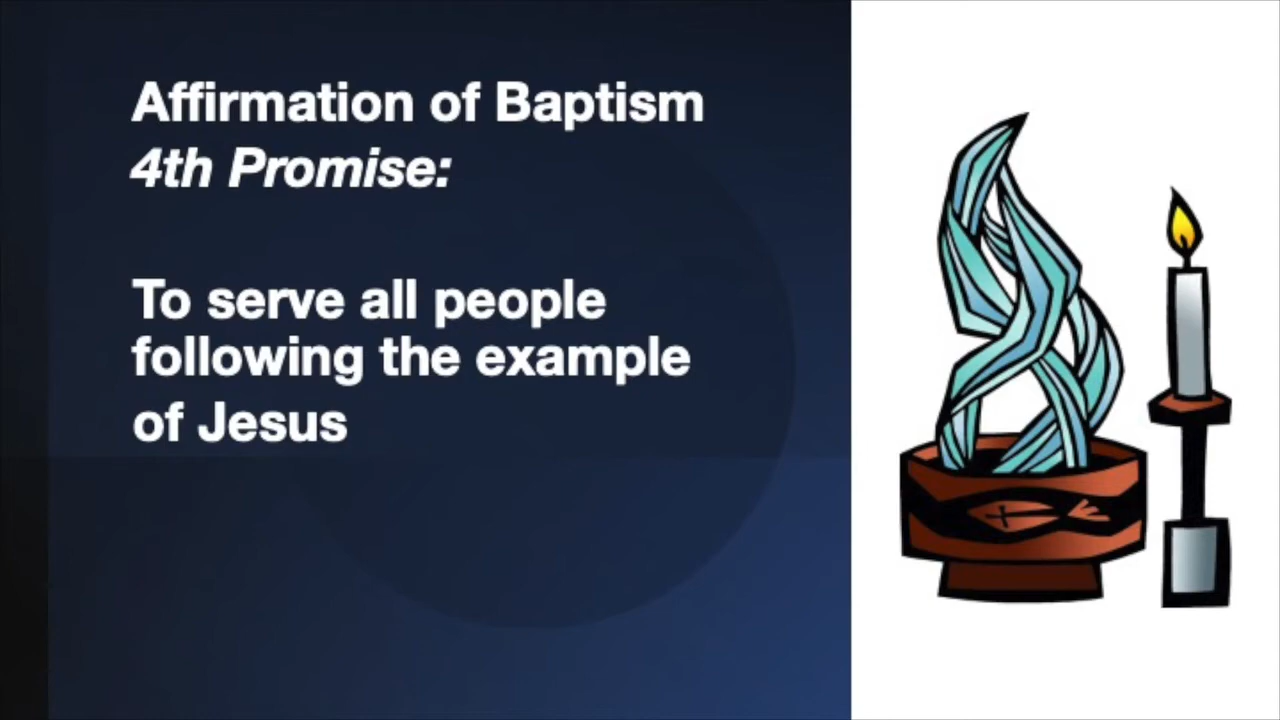 Affirmation of Baptism
4th Promise:
To serve all people
following the example
of Jesus